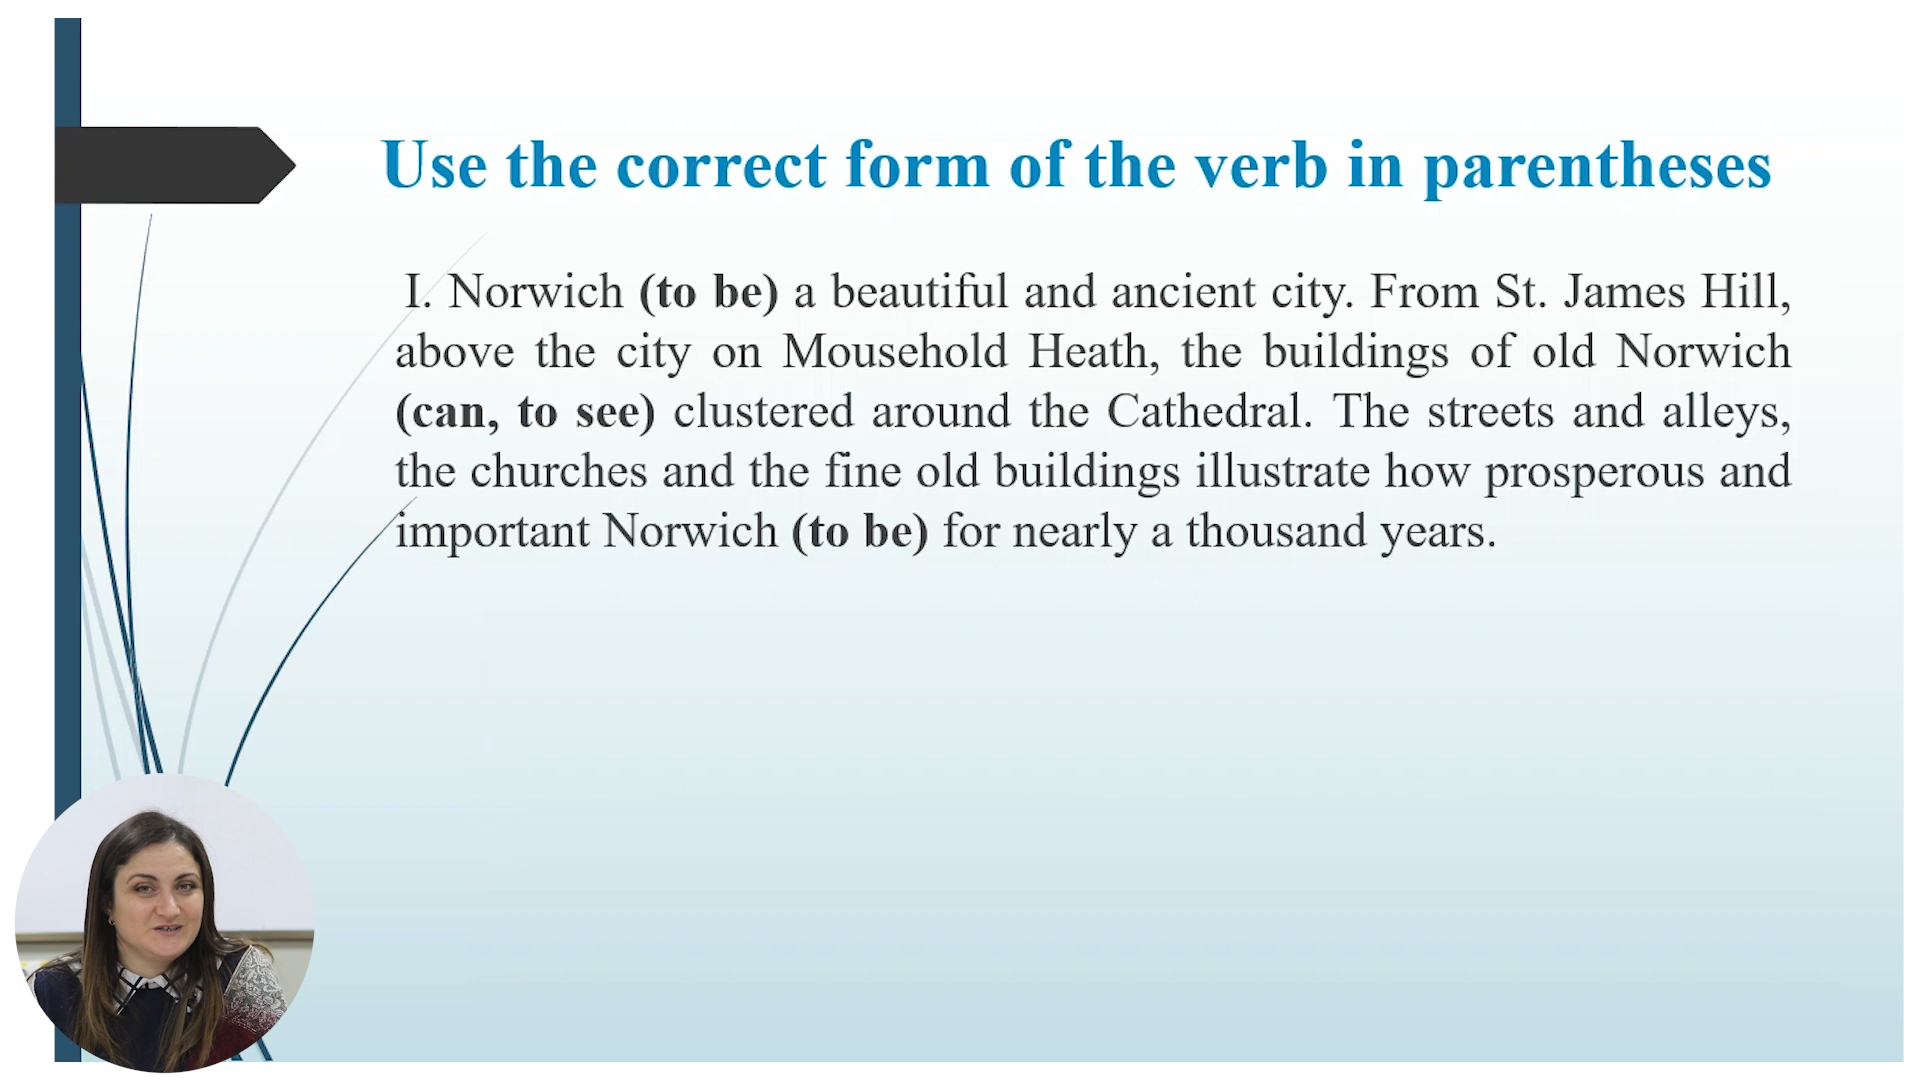 Use the correct form of the verb in parentheses
I. Norwich (to be) a beautiful and ancient city. From St. James Hill,
above the city on Mousehold Heath, the buildings of old Norwich
(can, to see) clustered around the Cathedral. The streets and alleys,
the churches and the fine old buildings illustrate how prosperous and
important Norwich (to be) for nearly a thousand years.